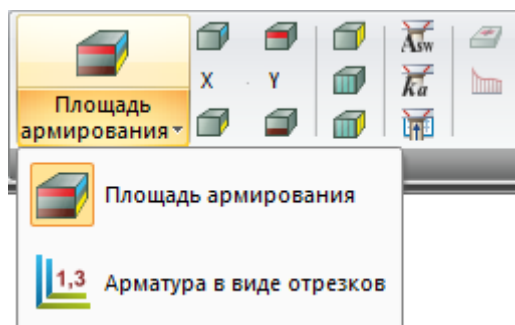 Asw
X Y
ka
Площадь
армирования
Площадь армирования
1,3
Арматура в виде отрезков